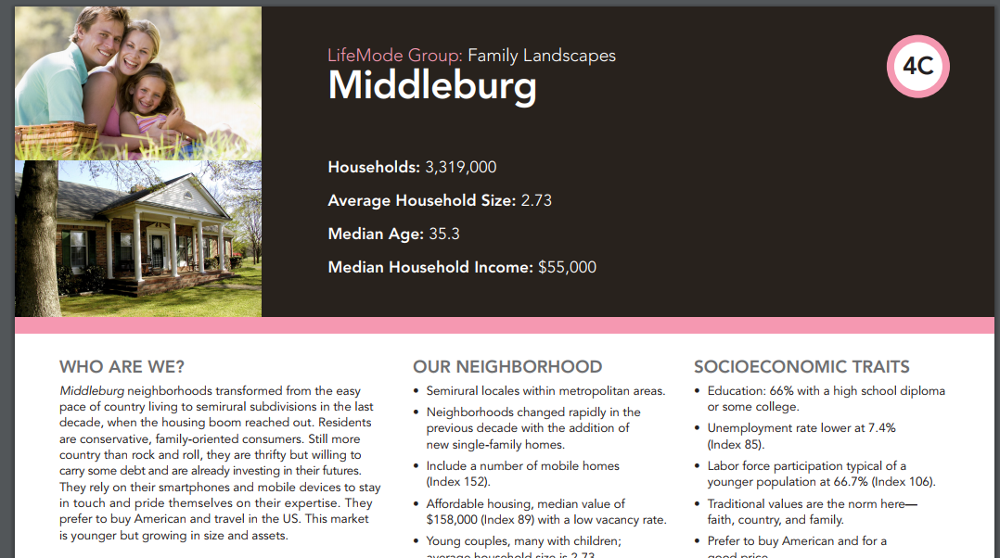 LifeMode Group: Family Landscapes
Middleburg
4C
Households: 3,319,000
Average Household Size: 2.73
Median Age: 35.3
Median Household Income: $55,000
WHO ARE WE?
Middleburg neighborhoods transformed from the easy
pace of country living to semirural subdivisions in the last
decade, when the housing boom reached out. Residents
are conservative, family-oriented consumers. Still more
country than rock and roll, they are thrifty but willing to
carry some debt and are already investing in their futures.
They rely on their smartphones and mobile devices to stay
in touch and pride themselves on their expertise. They
prefer to buy American and travel in the US. This market
is younger but growing in size and assets.
OUR NEIGHBORHOOD
• Semirural locales within metropolitan areas.
• Neighborhoods changed rapidly in the
previous decade with the addition of
new single-family homes.
• Include a number of mobile homes
(Index 152).
• Affordable housing, median value of
$158,000 (Index 89) with a low vacancy rate.
• Young couples, many with children;
average household size is 2.73.
SOCIOECONOMIC TRAITS
• Education: 66% with a high school diploma
or some college.
• Unemployment rate lower at 7.4%
(Index 85).
• Labor force participation typical of a
younger population at 66.7% (Index 106).
• Traditional values are the norm here—
faith, country, and family.
• Prefer to buy American and for a
good price.